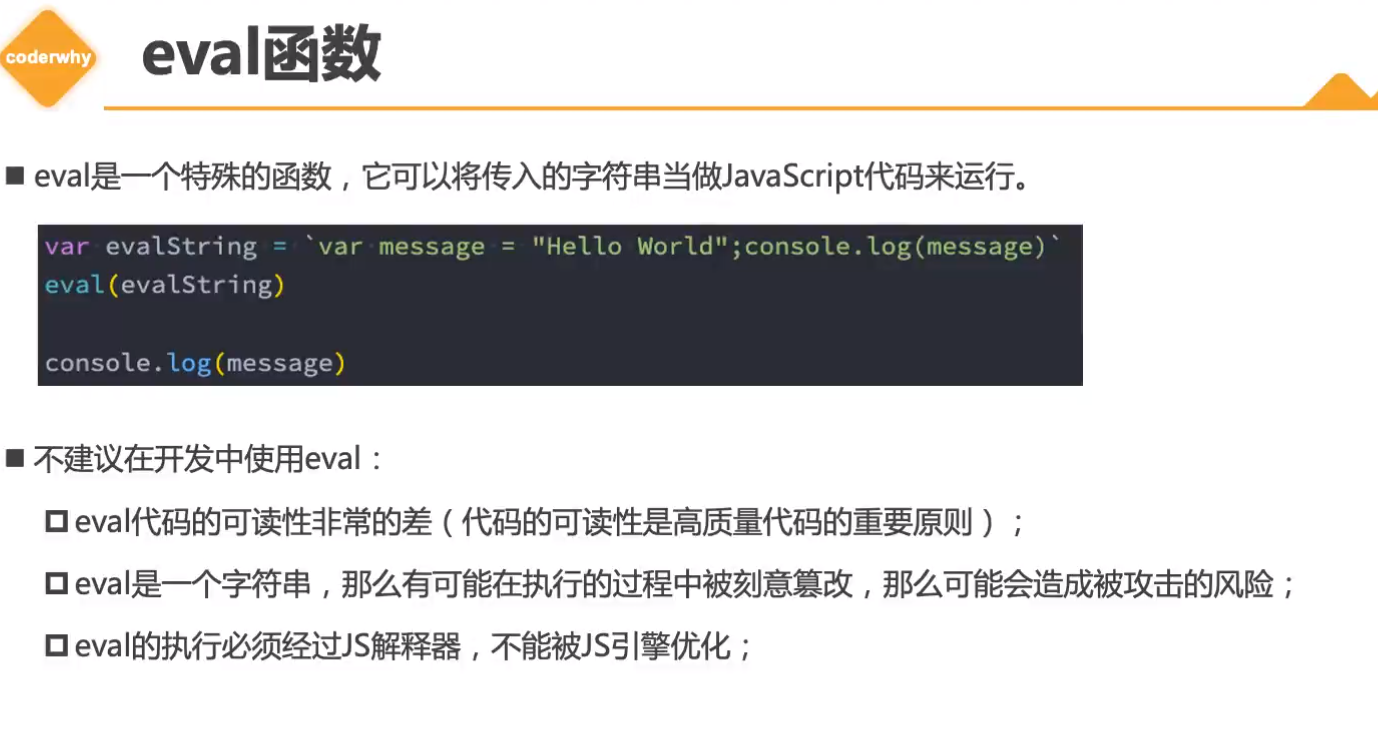 coderwhy
eval函数
eval是一个特殊的函数，它可以将传入的字符串当做JavaScript代码来运行。
var evalString = `var message = "Hello World";console.log(message)`
eval(evalString)
console.log(message)
不建议在开发中使用eval：
eval代码的可读性非常的差（代码的可读性是高质量代码的重要原则）；
eval是一个字符串，那么有可能在执行的过程中被刻意篡改，那么可能会造成被攻击的风险；
eval的执行必须经过JS解释器，不能被JS引擎优化；